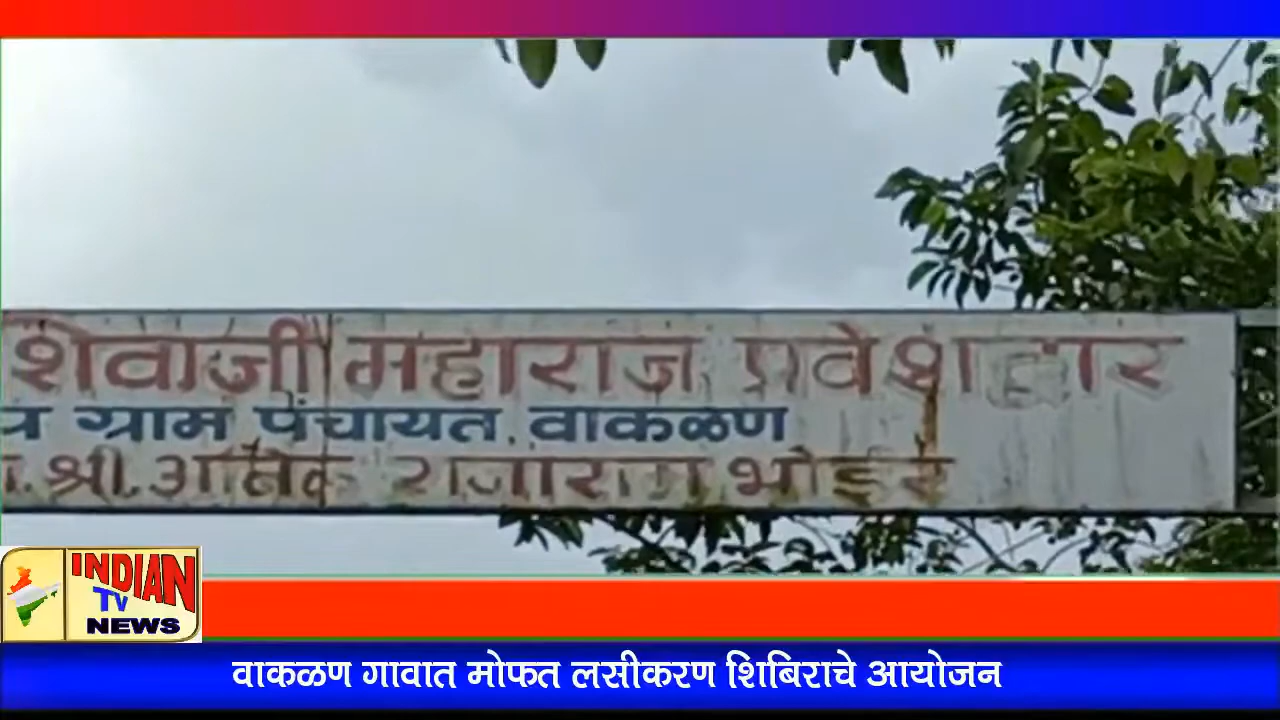 शिवाजी महाराज प्रवेशद्वार
ग्राम पंचायत वाकळण
श्री. राजाराम भोईर
INDIAN
TV
NEWS
वाकळण गावात मोफत लसीकरण शिबिराचे आयोजन